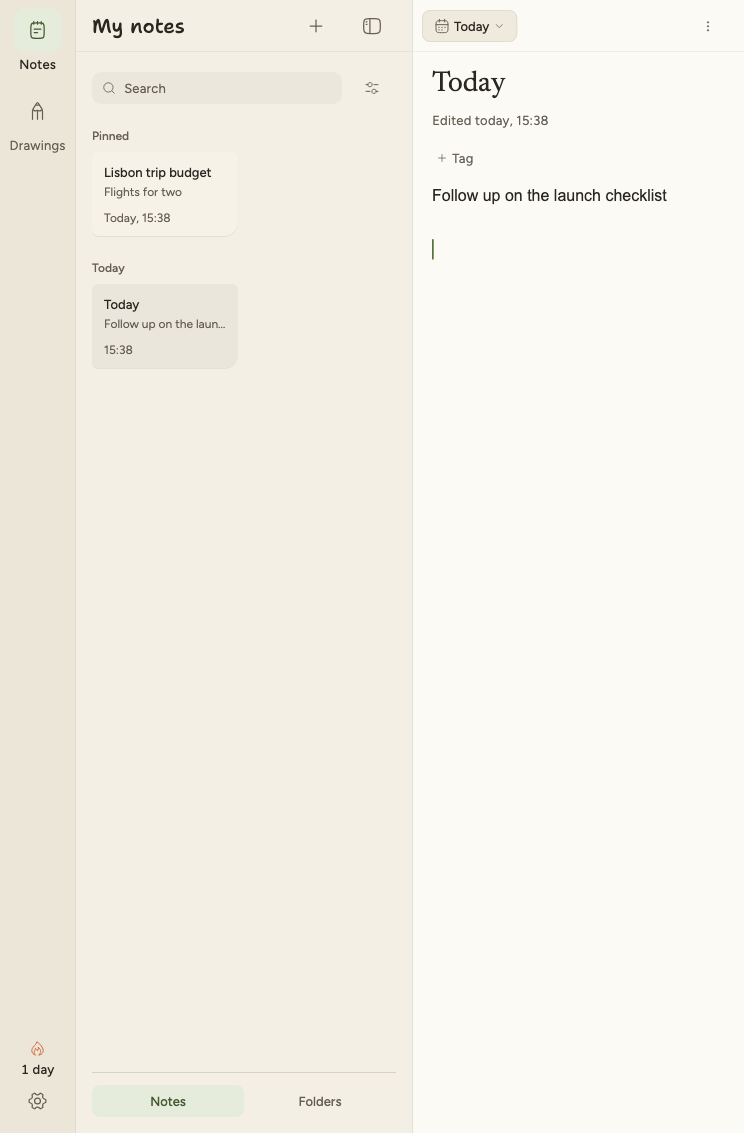 Notes
Drawings
1 day
My notes
Search
Pinned
Lisbon trip budget
Flights for two
Today, 15:38
Today
Today
Follow up on the laun...
15:38
Notes
Folders
Today
Today
Edited today, 15:38
+ Tag
Follow up on the launch checklist